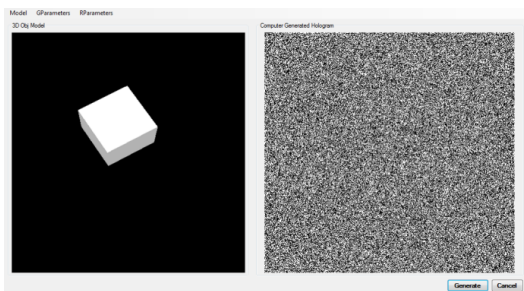 Model GParameters RParameters
3D Obj Model
Computer Generated Hologram
Generate Cancel